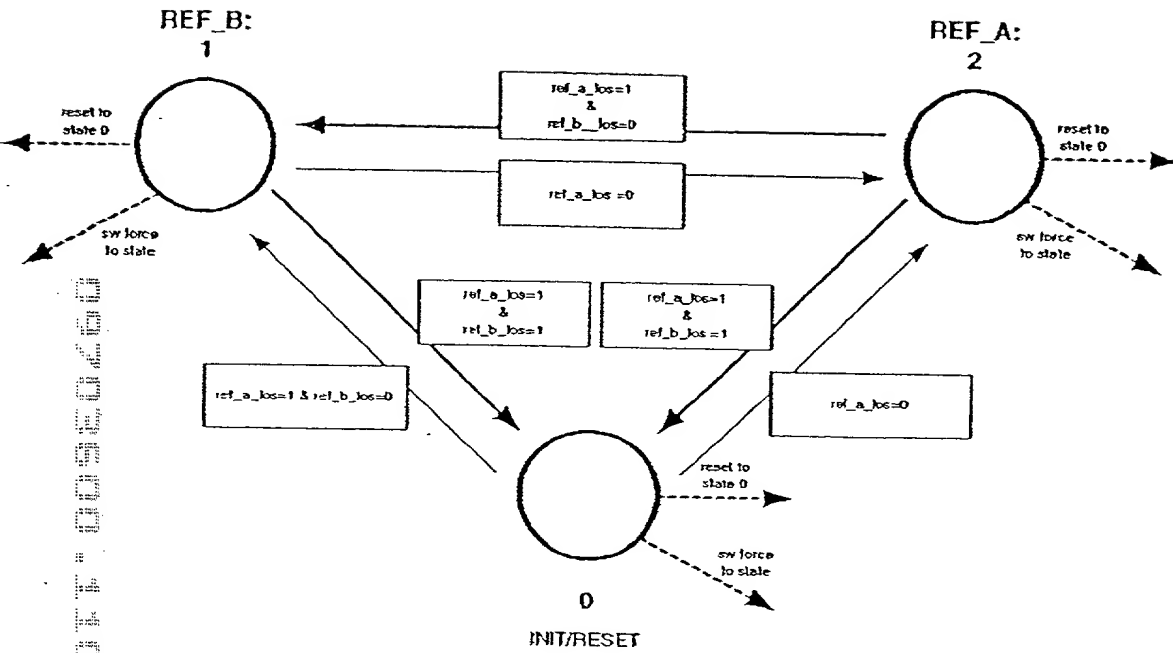 REF_B:
1
REF_A:
2
ref_a_los=1
&
ref_b__los=0
reset to
state 0
reset to
state 0
ref_a_los =0
sw force
to state
sw force
to state
ref_a_los=1
&
ref_b_los=1
ref_a_los=1
&
ref_b_los =1
ref_a_los=1 & ref_b_los=0
ref_a_los=0
reset to
state 0
sw force
to state
0
INIT/RESET